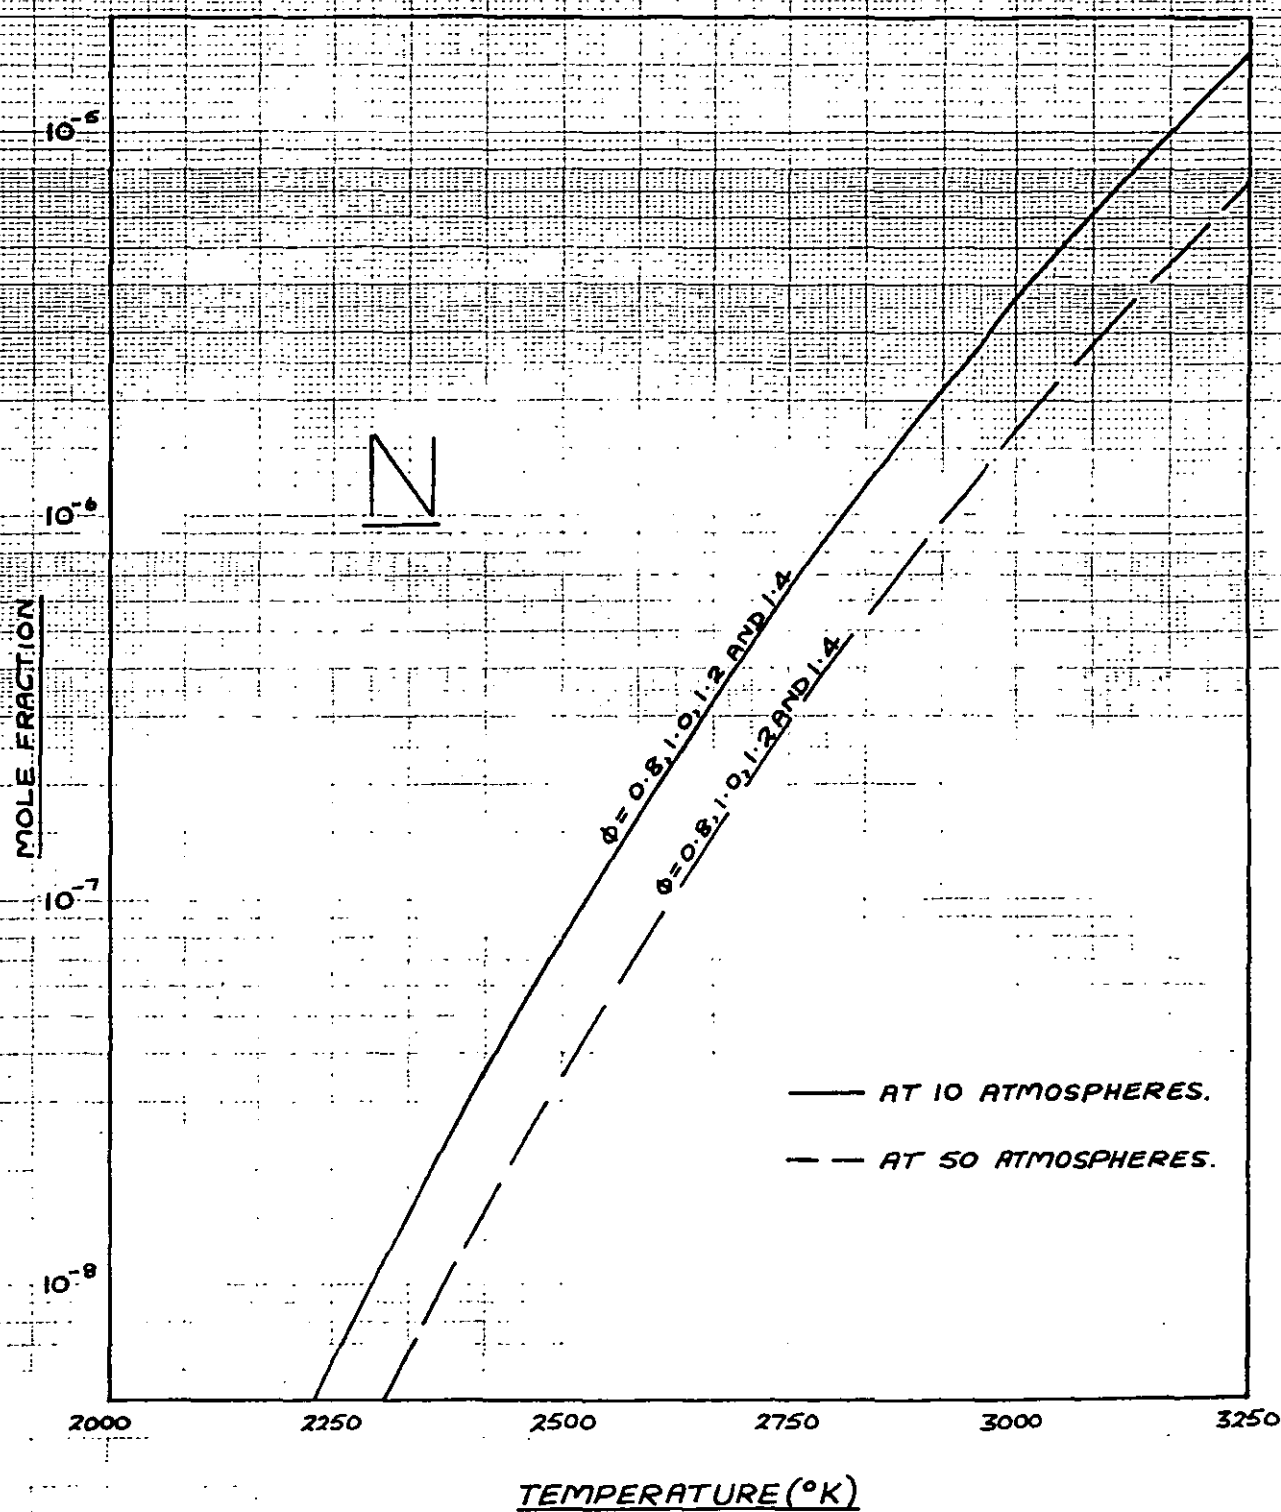 10⁻⁵
10⁻⁶
10⁻⁷
10⁻⁸
MOLE FRACTION
N
φ = 0.8, 1.0, 1.2 AND 1.4
φ = 0.8, 1.0, 1.2 AND 1.4
—— AT 10 ATMOSPHERES.
— — AT 50 ATMOSPHERES.
2000 2250 2500 2750 3000 3250
TEMPERATURE (°K)